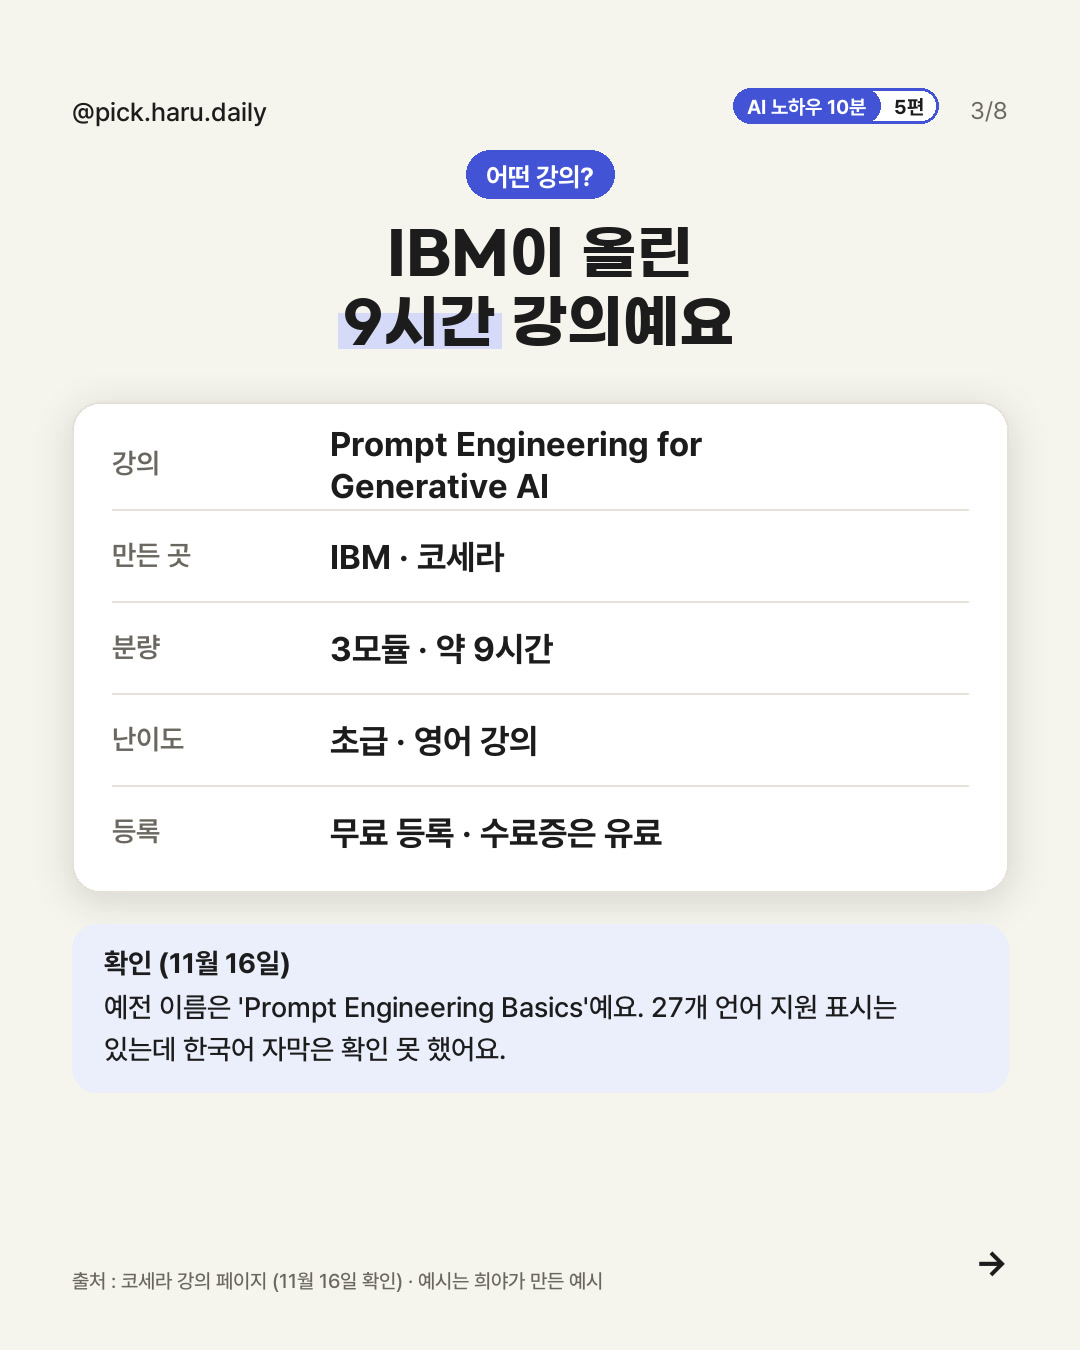 @pick.haru.daily
AI 노하우 10분 5편 3/8
어떤 강의?
IBM이 올린
9시간 강의예요
강의
Prompt Engineering for
Generative AI
만든 곳
IBM · 코세라
분량
3모듈 · 약 9시간
난이도
초급 · 영어 강의
등록
무료 등록 · 수료증은 유료
확인 (11월 16일)
예전 이름은 'Prompt Engineering Basics'예요. 27개 언어 지원 표시는
있는데 한국어 자막은 확인 못 했어요.
출처 : 코세라 강의 페이지 (11월 16일 확인) · 예시는 희야가 만든 예시
→